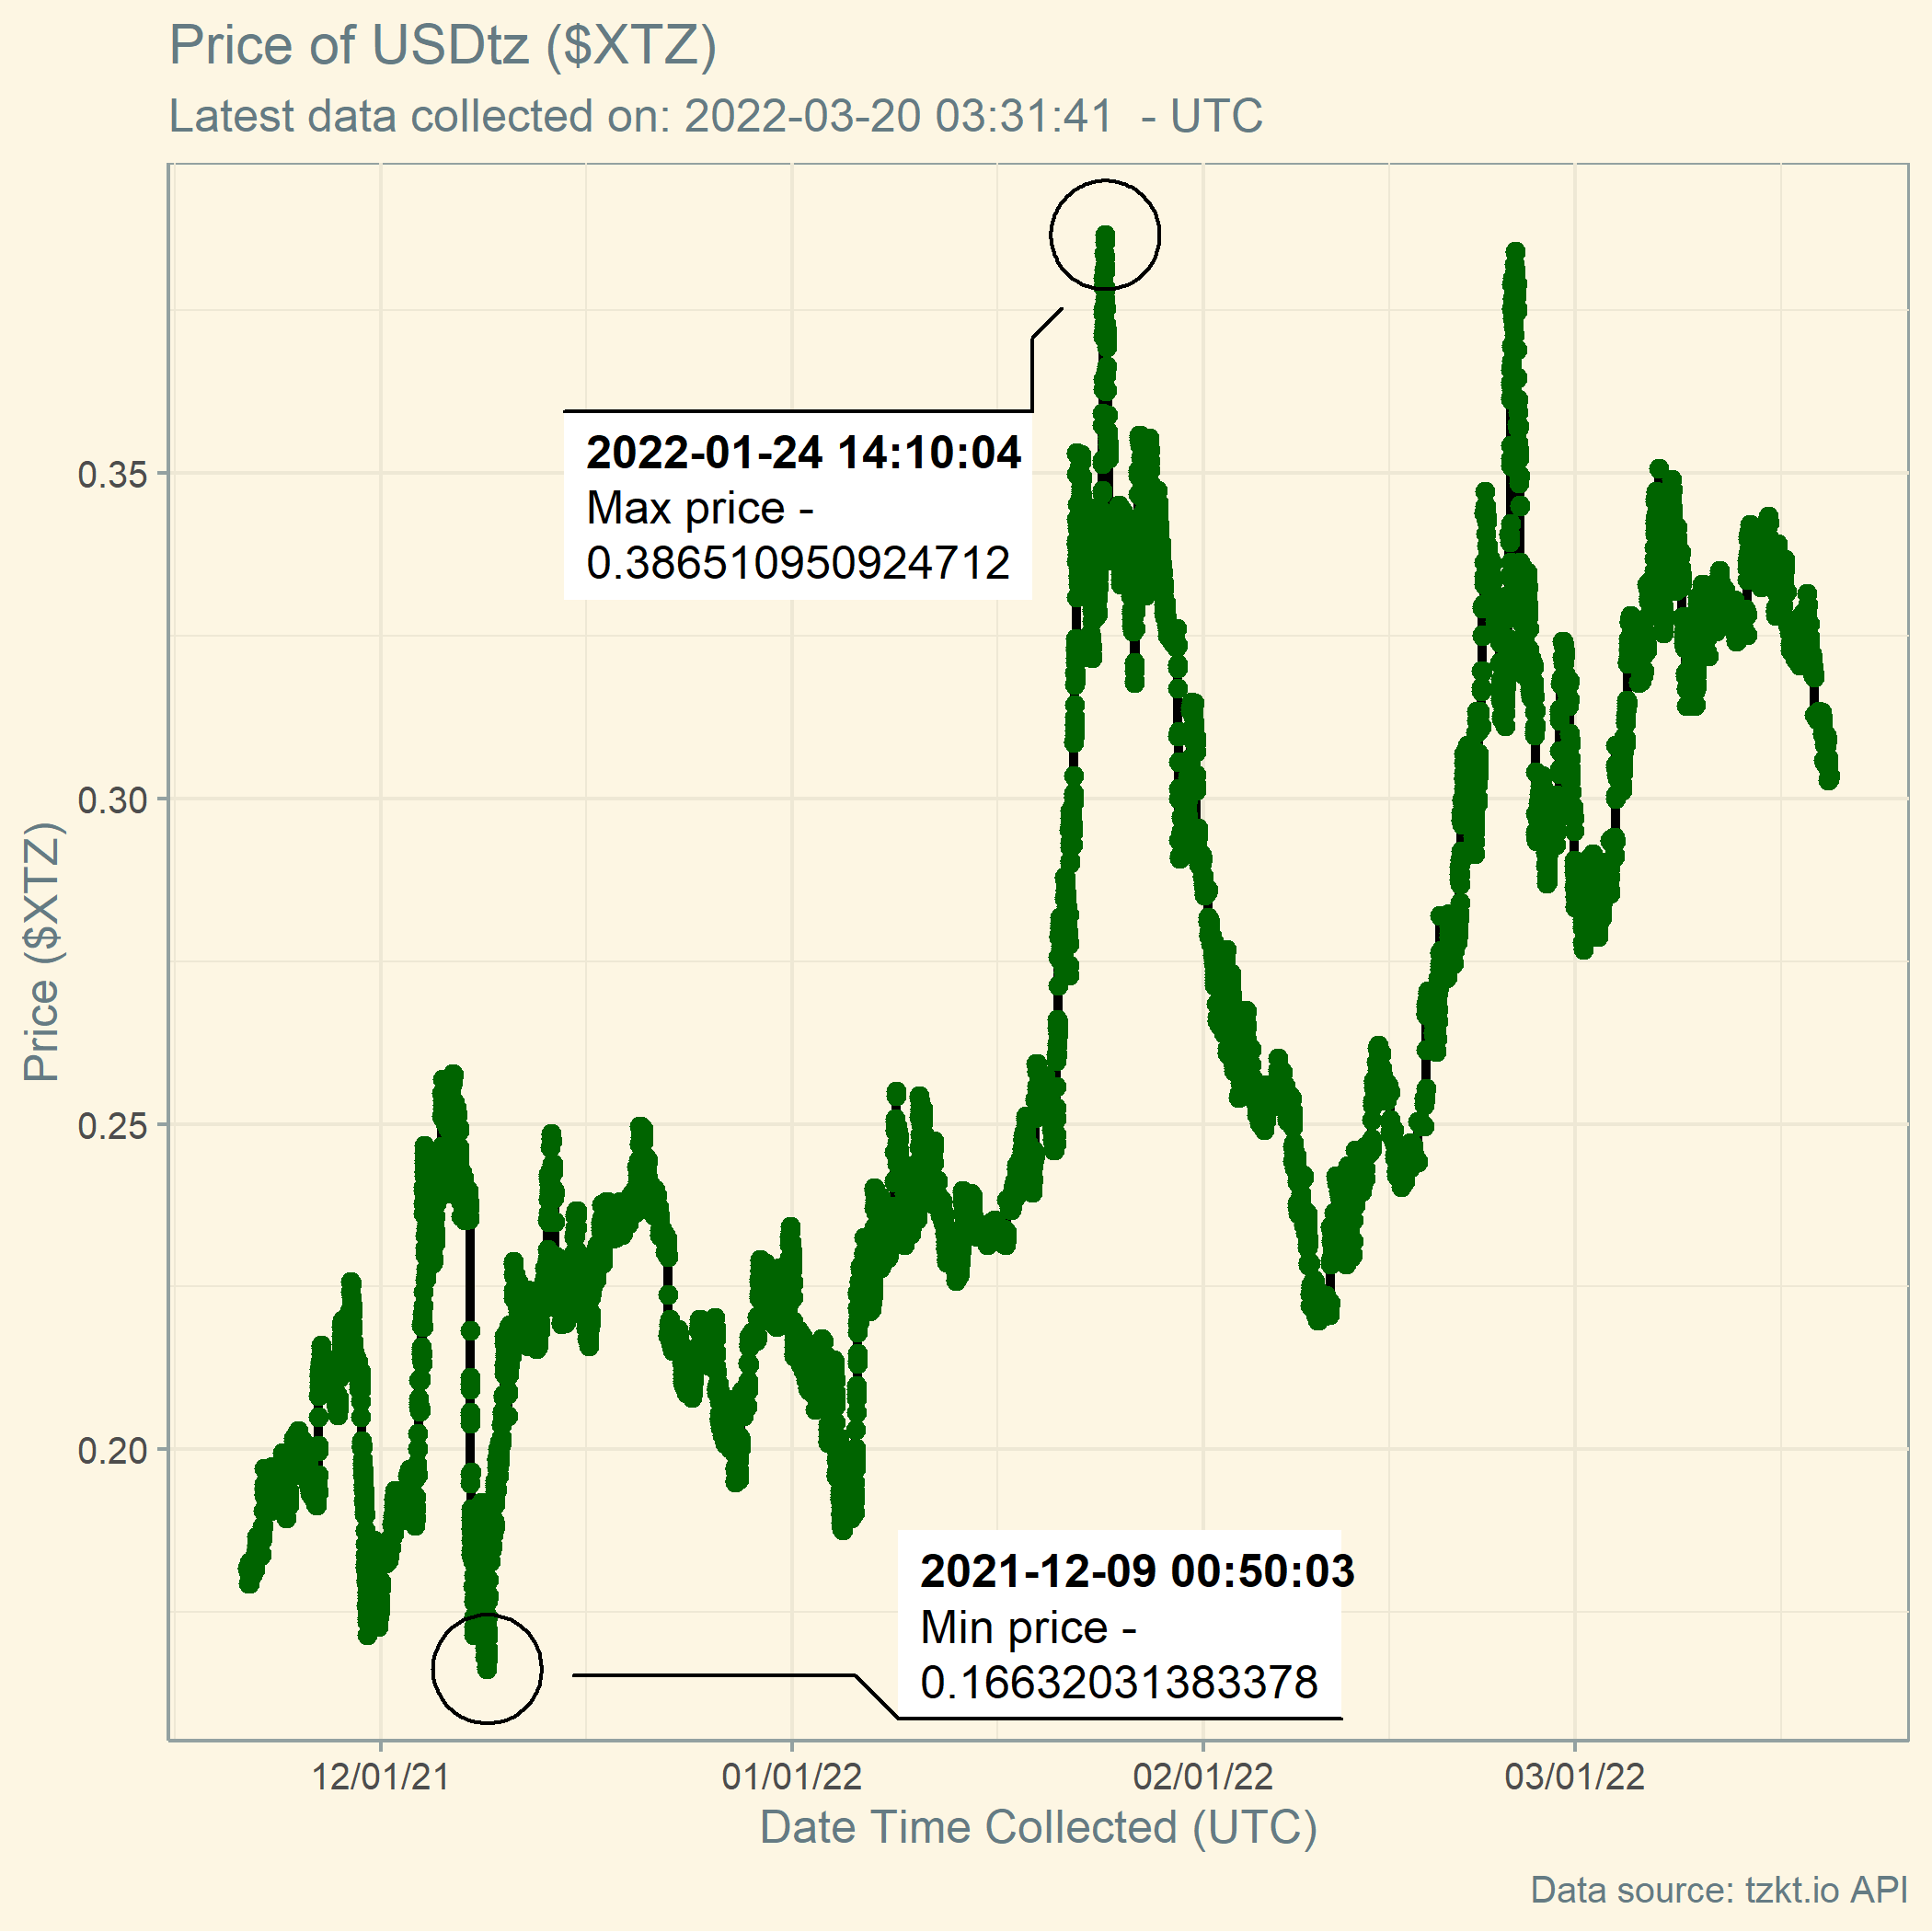 Price of USDtz ($XTZ)
Latest data collected on: 2022-03-20 03:31:41  - UTC
2022-01-24 14:10:04
Max price -
0.386510950924712
0.35
0.30
0.25
0.20
Price ($XTZ)
2021-12-09 00:50:03
Min price -
0.16632031383378
12/01/21
01/01/22
02/01/22
03/01/22
Date Time Collected (UTC)
Data source: tzkt.io API